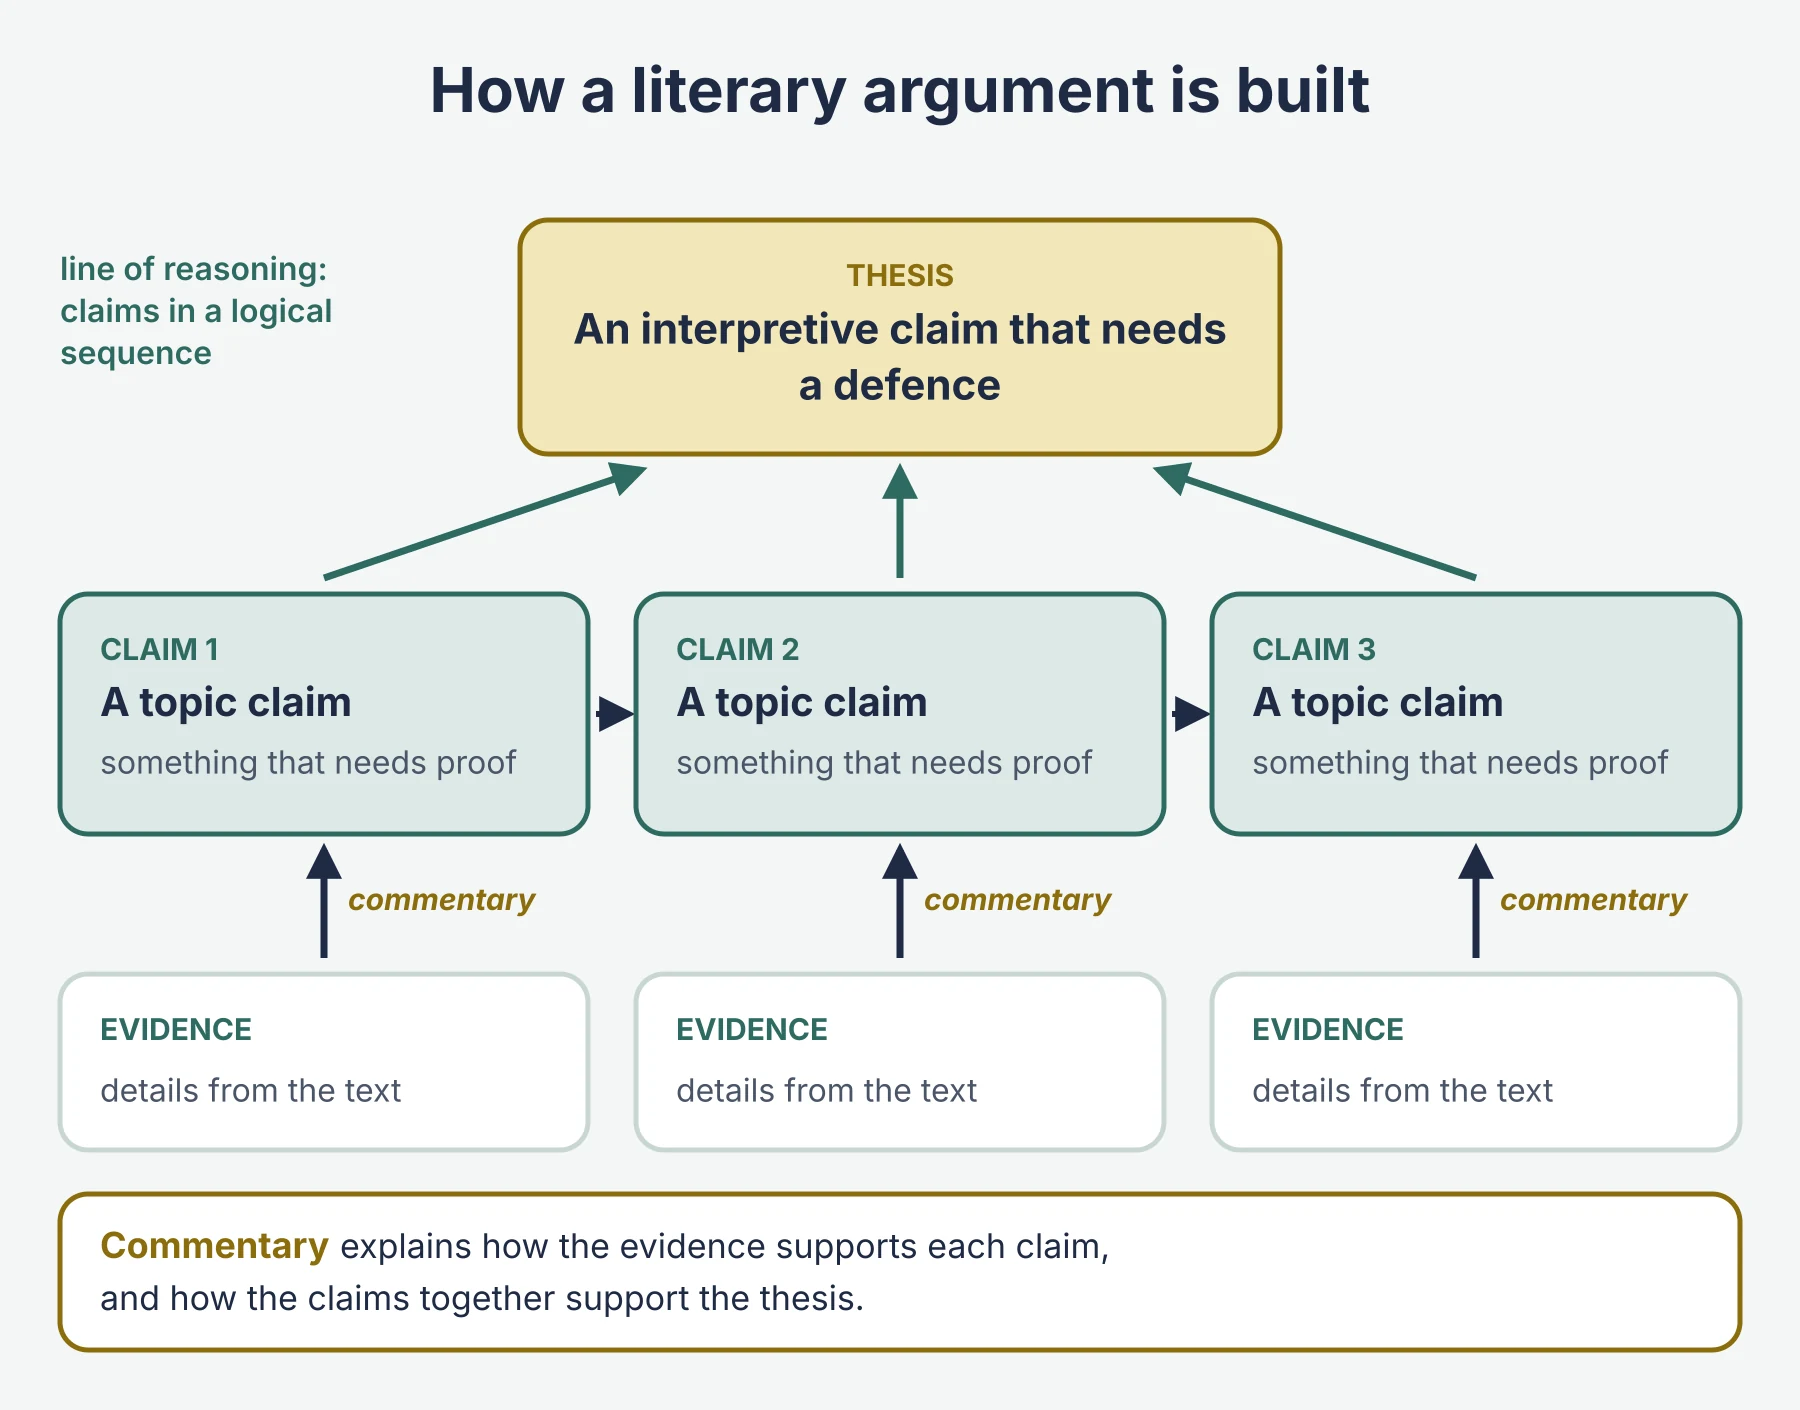 How a literary argument is built
line of reasoning:
claims in a logical
sequence
THESIS
An interpretive claim that needs
a defence
CLAIM 1
A topic claim
something that needs proof
CLAIM 2
A topic claim
something that needs proof
CLAIM 3
A topic claim
something that needs proof
commentary
commentary
commentary
EVIDENCE
details from the text
EVIDENCE
details from the text
EVIDENCE
details from the text
Commentary explains how the evidence supports each claim,
and how the claims together support the thesis.